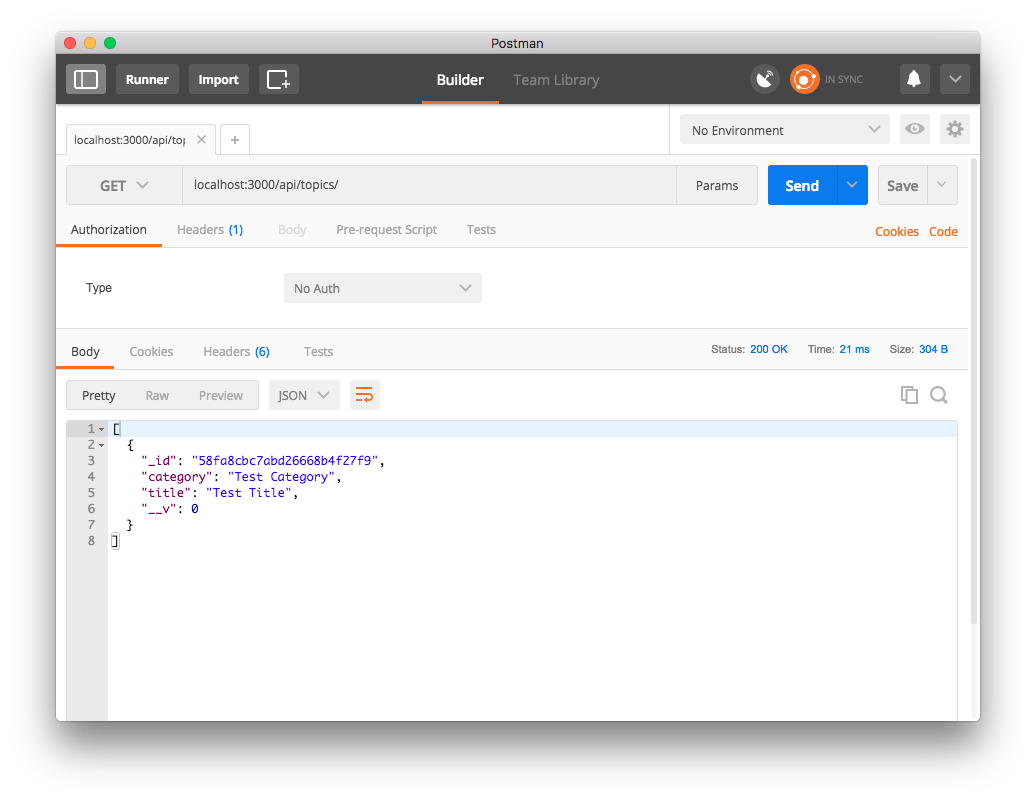 Postman
Runner Import Builder Team Library IN SYNC
localhost:3000/api/top No Environment
GET localhost:3000/api/topics/ Params Send Save
Authorization Headers (1) Body Pre-request Script Tests Cookies Code
Type No Auth
Body Cookies Headers (6) Tests Status: 200 OK Time: 21 ms Size: 304 B
Pretty Raw Preview JSON
1 [
2 {
3 "_id": "58fa8cbc7abd26668b4f27f9",
4 "category": "Test Category",
5 "title": "Test Title",
6 "__v": 0
7 }
8 ]